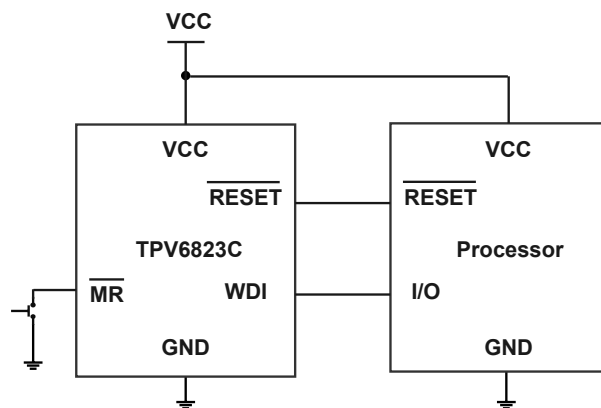 VCC
VCC
VCC
RESET
RESET
TPV6823C
Processor
MR
WDI
I/O
GND
GND